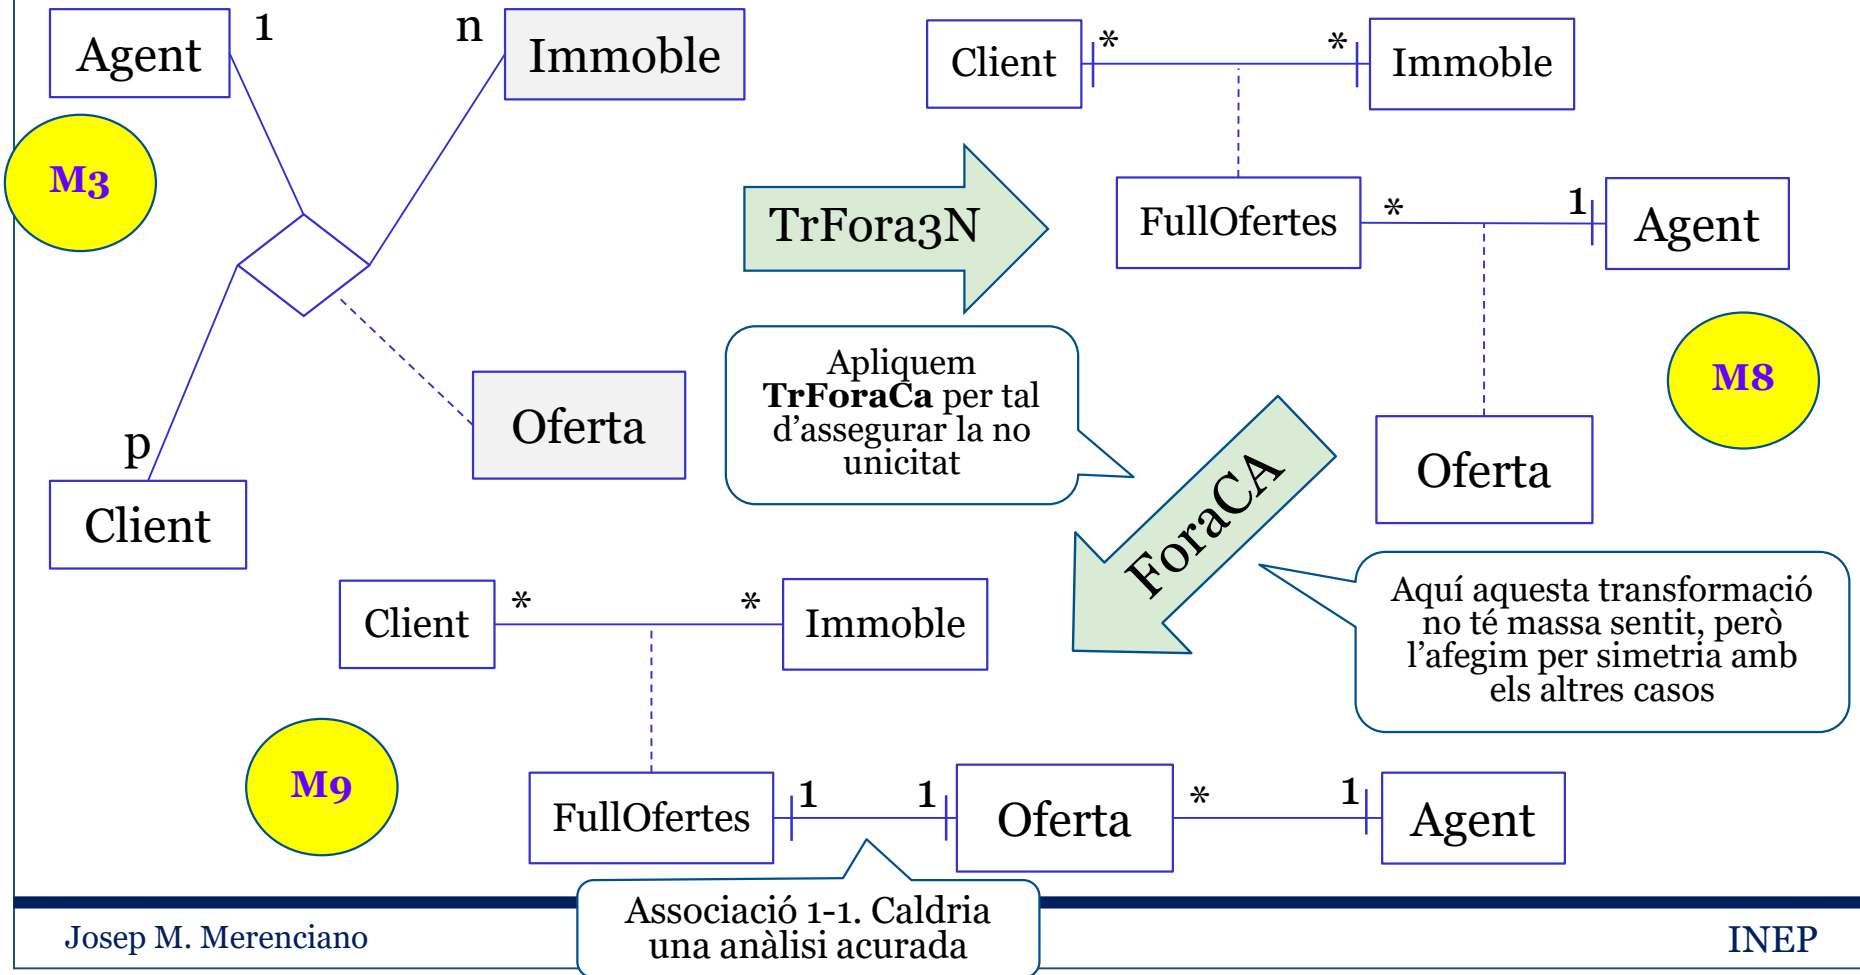 Agent
1
n
Immoble
M3
Oferta
p
Client
TrFora3N
Client
*
*
Immoble
FullOfertes
*
1
Agent
M8
Oferta
Apliquem
TrForaCa per tal
d’assegurar la no
unicitat
ForaCA
Aquí aquesta transformació
no té massa sentit, però
l’afegim per simetria amb
els altres casos
Client
*
*
Immoble
M9
FullOfertes
1
1
Oferta
*
1
Agent
Associació 1-1. Caldria
una anàlisi acurada
Josep M. Merenciano
INEP